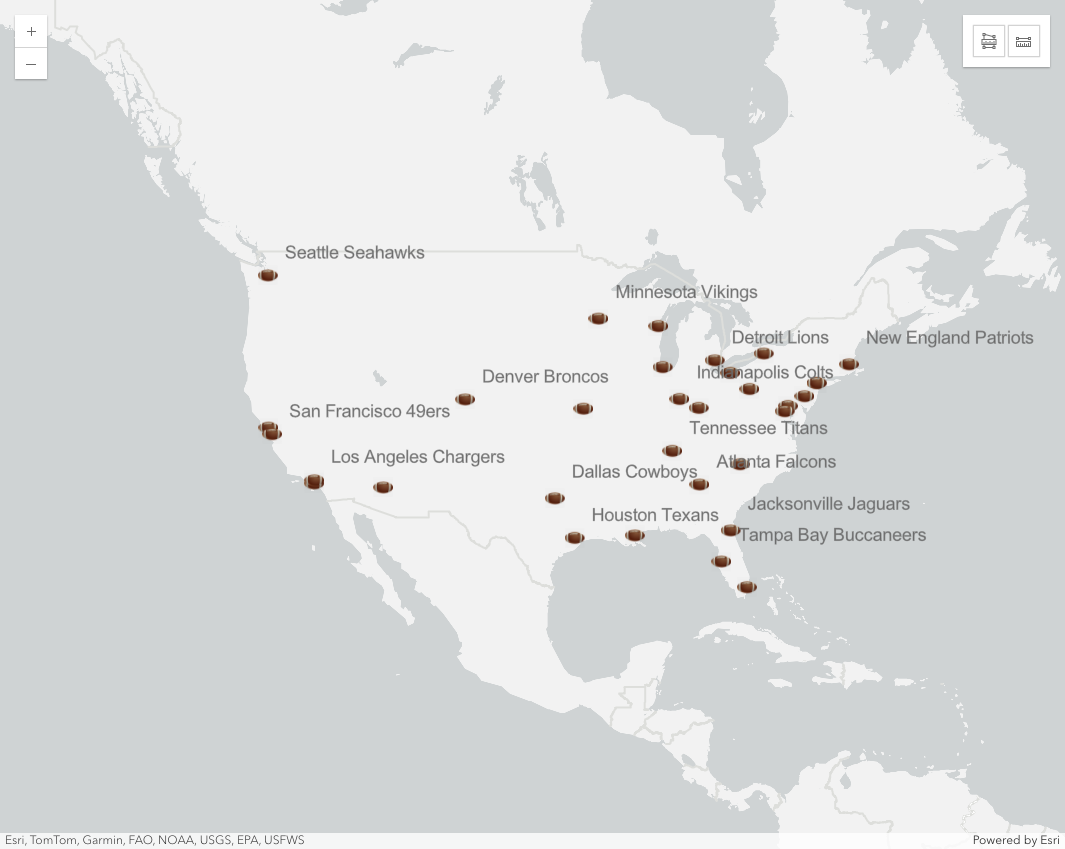 +
−
Seattle Seahawks
Minnesota Vikings
Detroit Lions
New England Patriots
Indianapolis Colts
Denver Broncos
San Francisco 49ers
Tennessee Titans
Los Angeles Chargers
Atlanta Falcons
Dallas Cowboys
Jacksonville Jaguars
Houston Texans
Tampa Bay Buccaneers
Esri, TomTom, Garmin, FAO, NOAA, USGS, EPA, USFWS
Powered by Esri